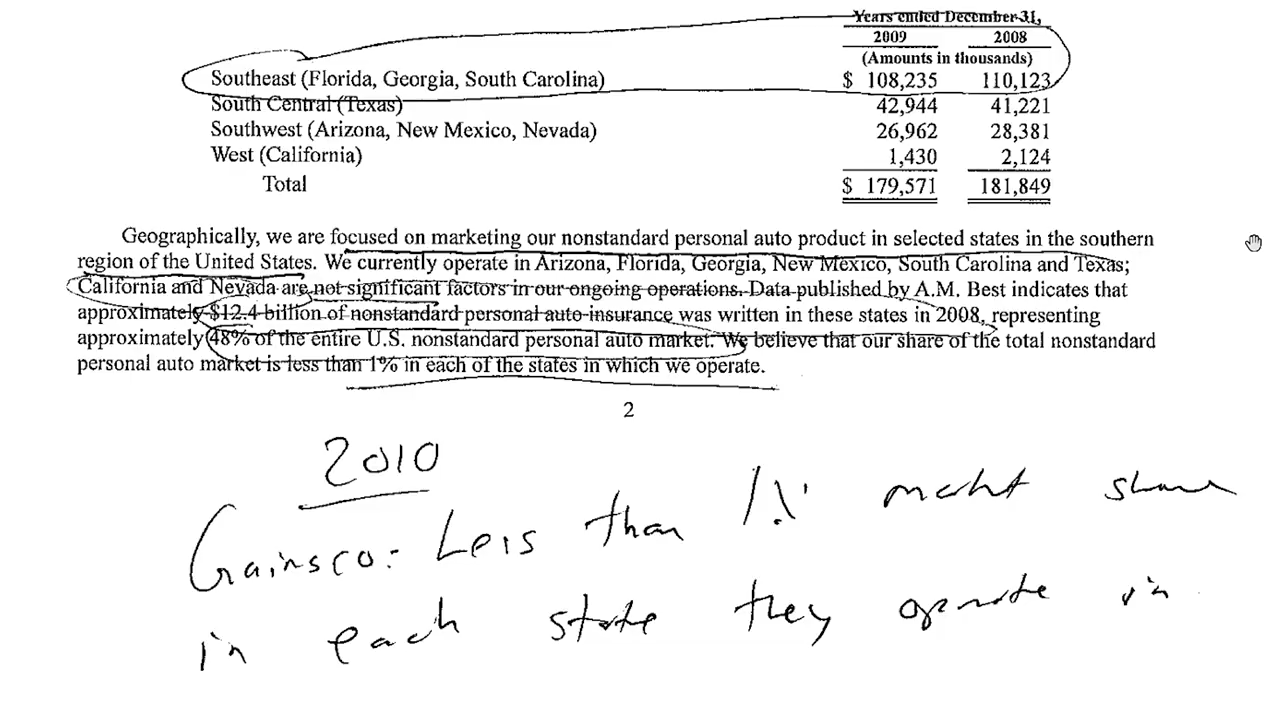 Years ended December 31,
2009 2008
(Amounts in thousands)
Southeast (Florida, Georgia, South Carolina) $ 108,235 110,123
South Central (Texas) 42,944 41,221
Southwest (Arizona, New Mexico, Nevada) 26,962 28,381
West (California) 1,430 2,124
Total $ 179,571 181,849
Geographically, we are focused on marketing our nonstandard personal auto product in selected states in the southern
region of the United States. We currently operate in Arizona, Florida, Georgia, New Mexico, South Carolina and Texas;
California and Nevada are not significant factors in our ongoing operations. Data published by A.M. Best indicates that
approximately $12.4 billion of nonstandard personal auto insurance was written in these states in 2008, representing
approximately 48% of the entire U.S. nonstandard personal auto market. We believe that our share of the total nonstandard
personal auto market is less than 1% in each of the states in which we operate.
2
2010
Gainsco: Less than 1% market share
in each state they operate in